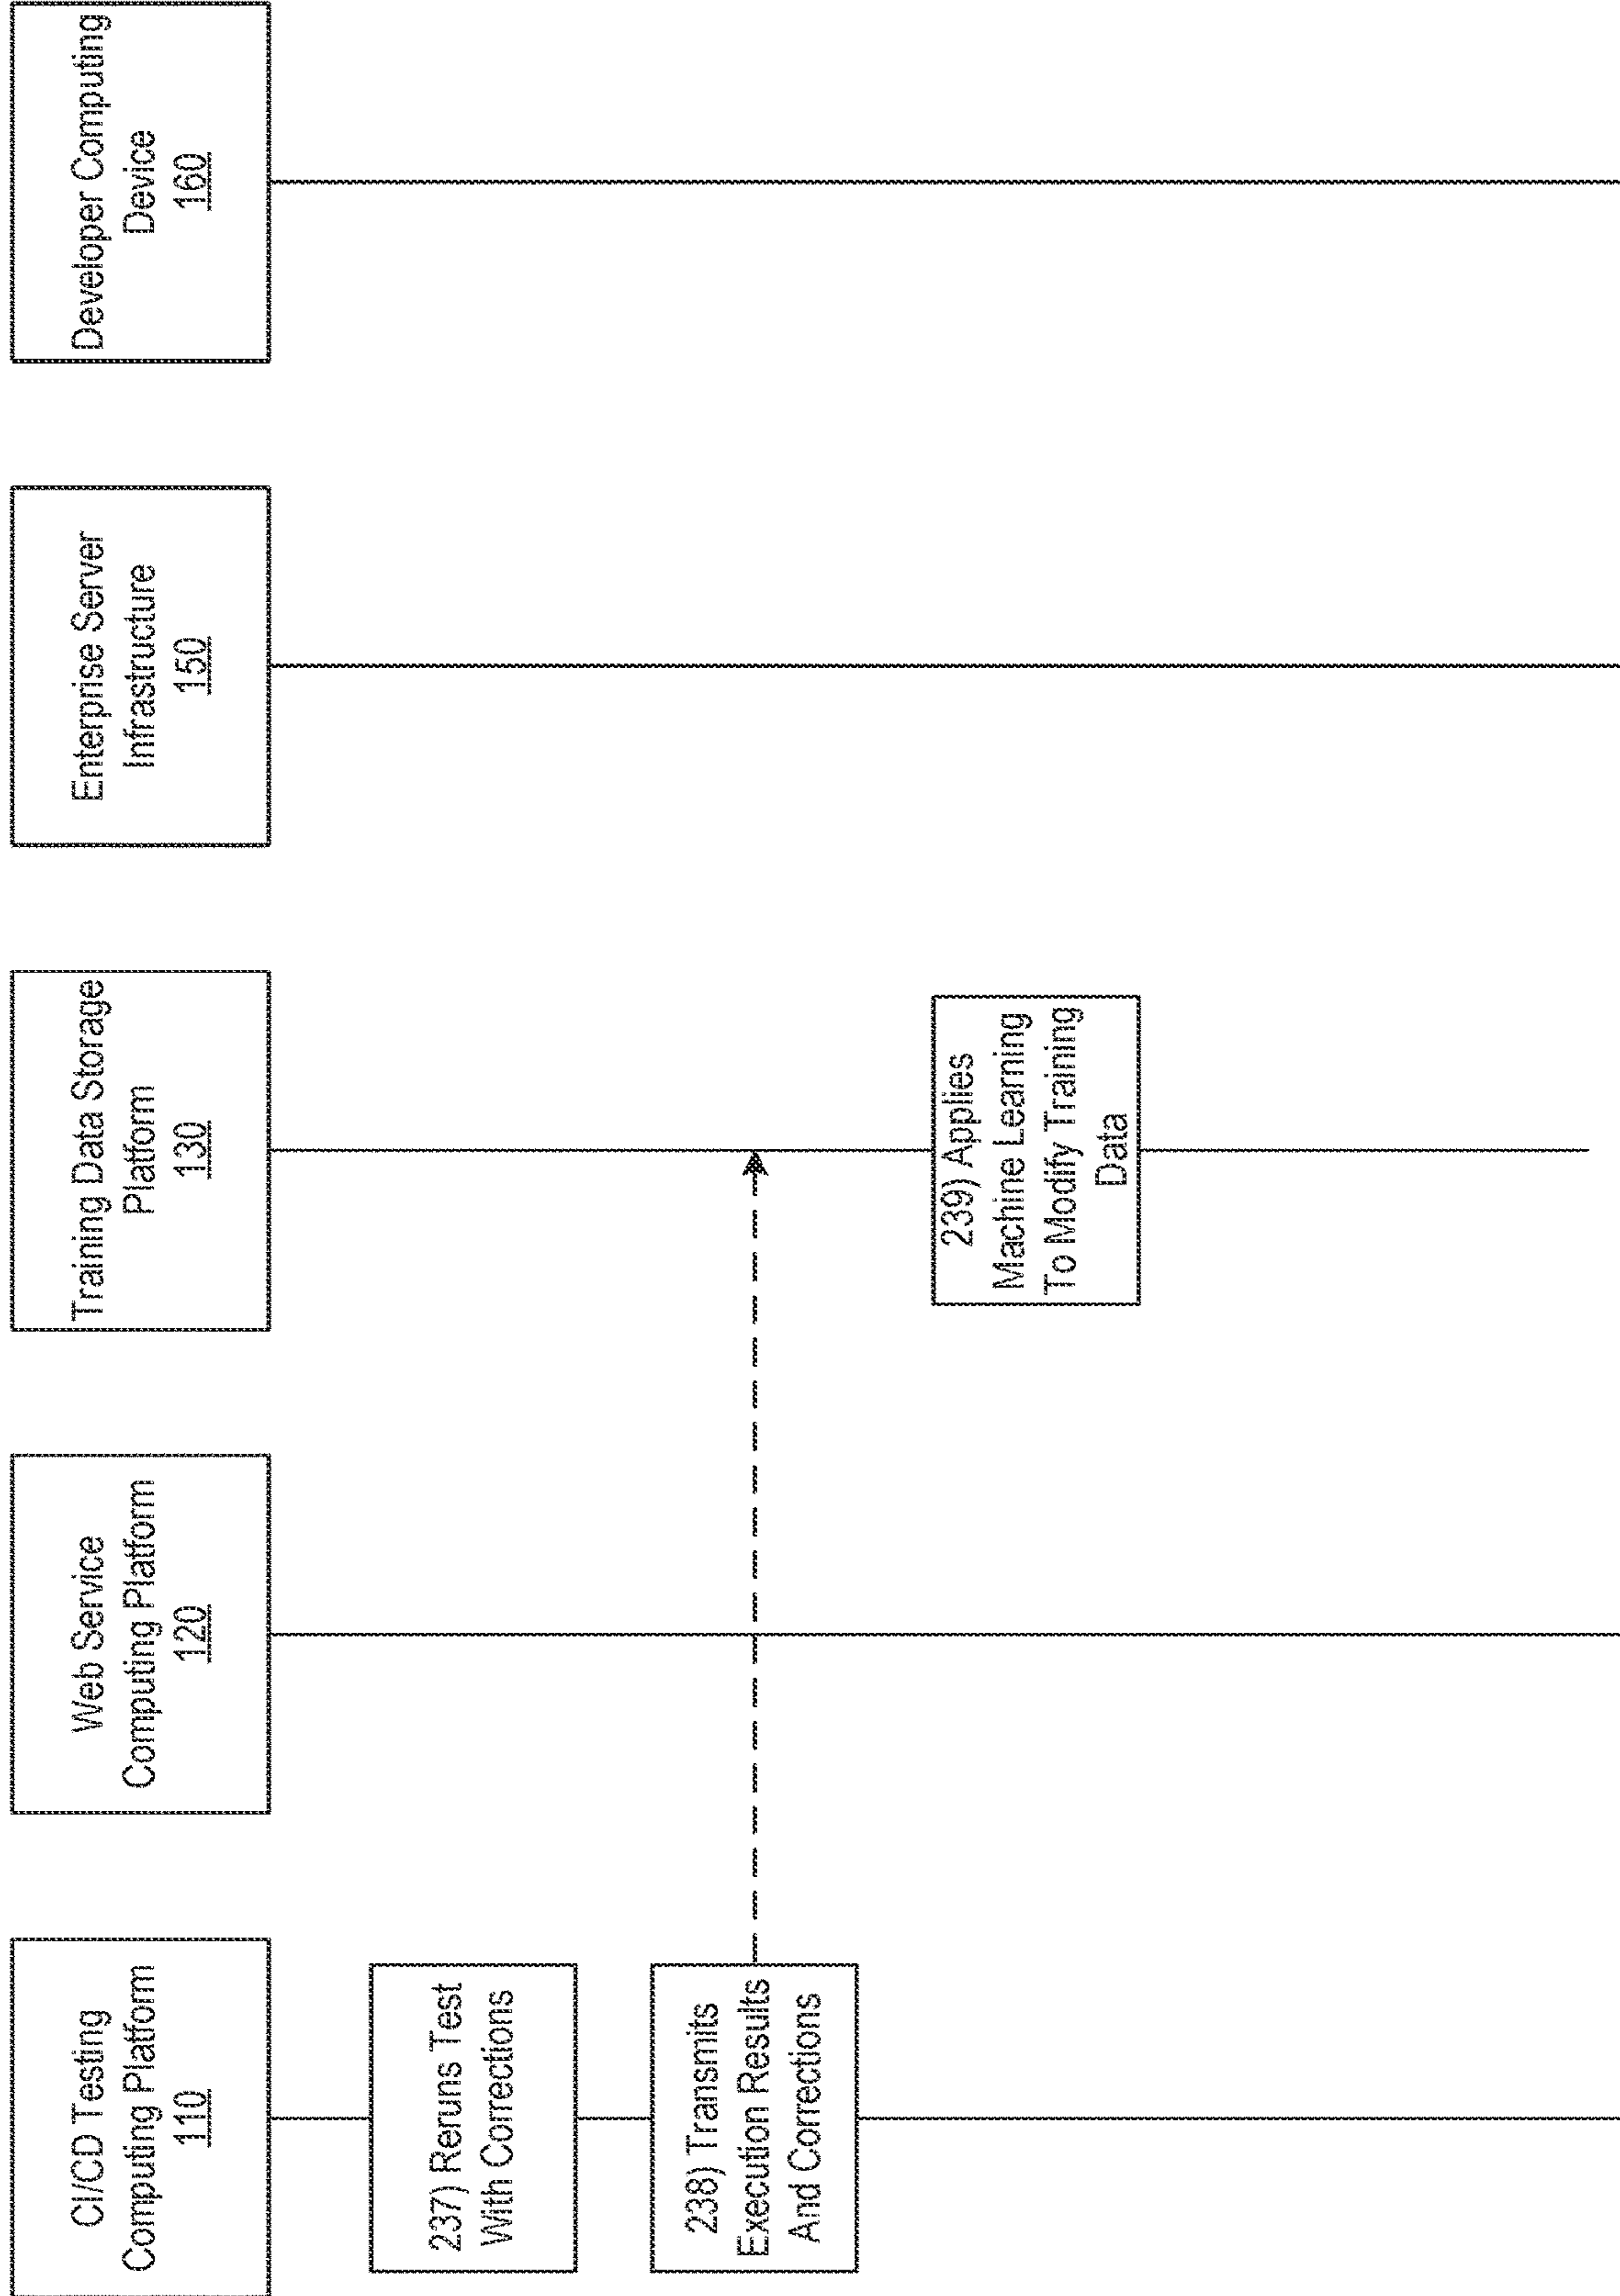 CI/CD Testing
Computing Platform
110
Web Service
Computing Platform
120
Training Data Storage
Platform
130
Enterprise Server
Infrastructure
150
Developer Computing
Device
160
237) Reruns Test
With Corrections
238) Transmits
Execution Results
And Corrections
239) Applies
Machine Learning
To Modify Training
Data